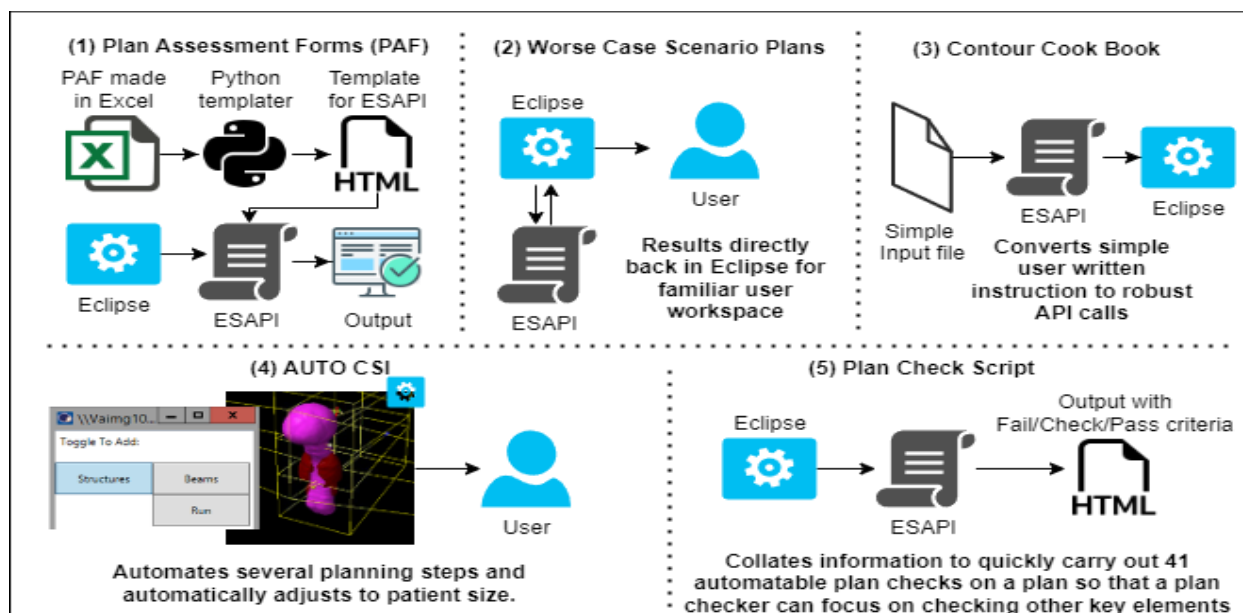 (1) Plan Assessment Forms (PAF)
PAF made
in Excel
Python
templater
Template
for ESAPI
X
HTML
Eclipse
ESAPI
Output
(2) Worse Case Scenario Plans
Eclipse
User
ESAPI
Results directly
back in Eclipse for
familiar user
workspace
(3) Contour Cook Book
Simple
Input file
ESAPI
Eclipse
Converts simple
user written
instruction to robust
API calls
(4) AUTO CSI
\\Vaimg10...
Toggle To Add:
Structures
Beams
Run
User
Automates several planning steps and
automatically adjusts to patient size.
(5) Plan Check Script
Eclipse
ESAPI
Output with
Fail/Check/Pass criteria
HTML
Collates information to quickly carry out 41
automatable plan checks on a plan so that a plan
checker can focus on checking other key elements